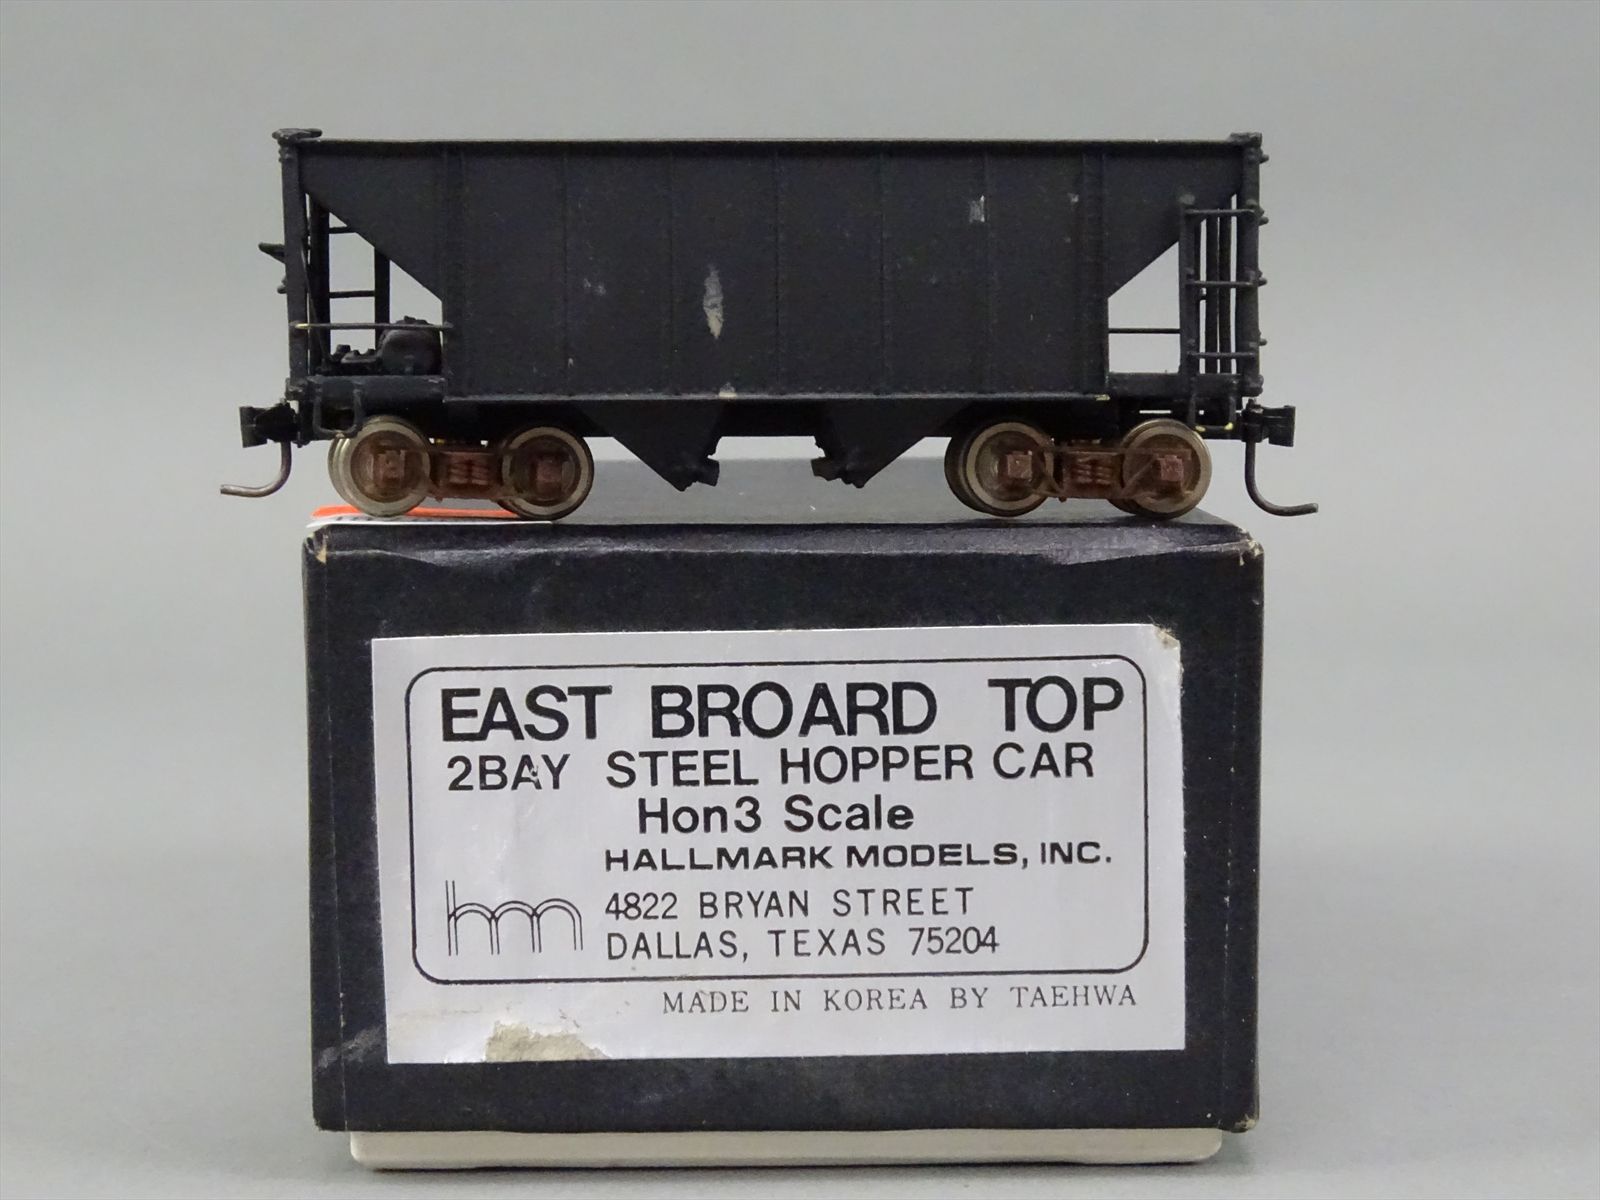 EAST BROARD TOP
2BAY STEEL HOPPER CAR
Hon3 Scale
HALLMARK MODELS, INC.
hm
4822 BRYAN STREET
DALLAS, TEXAS 75204
MADE IN KOREA BY TAEHWA